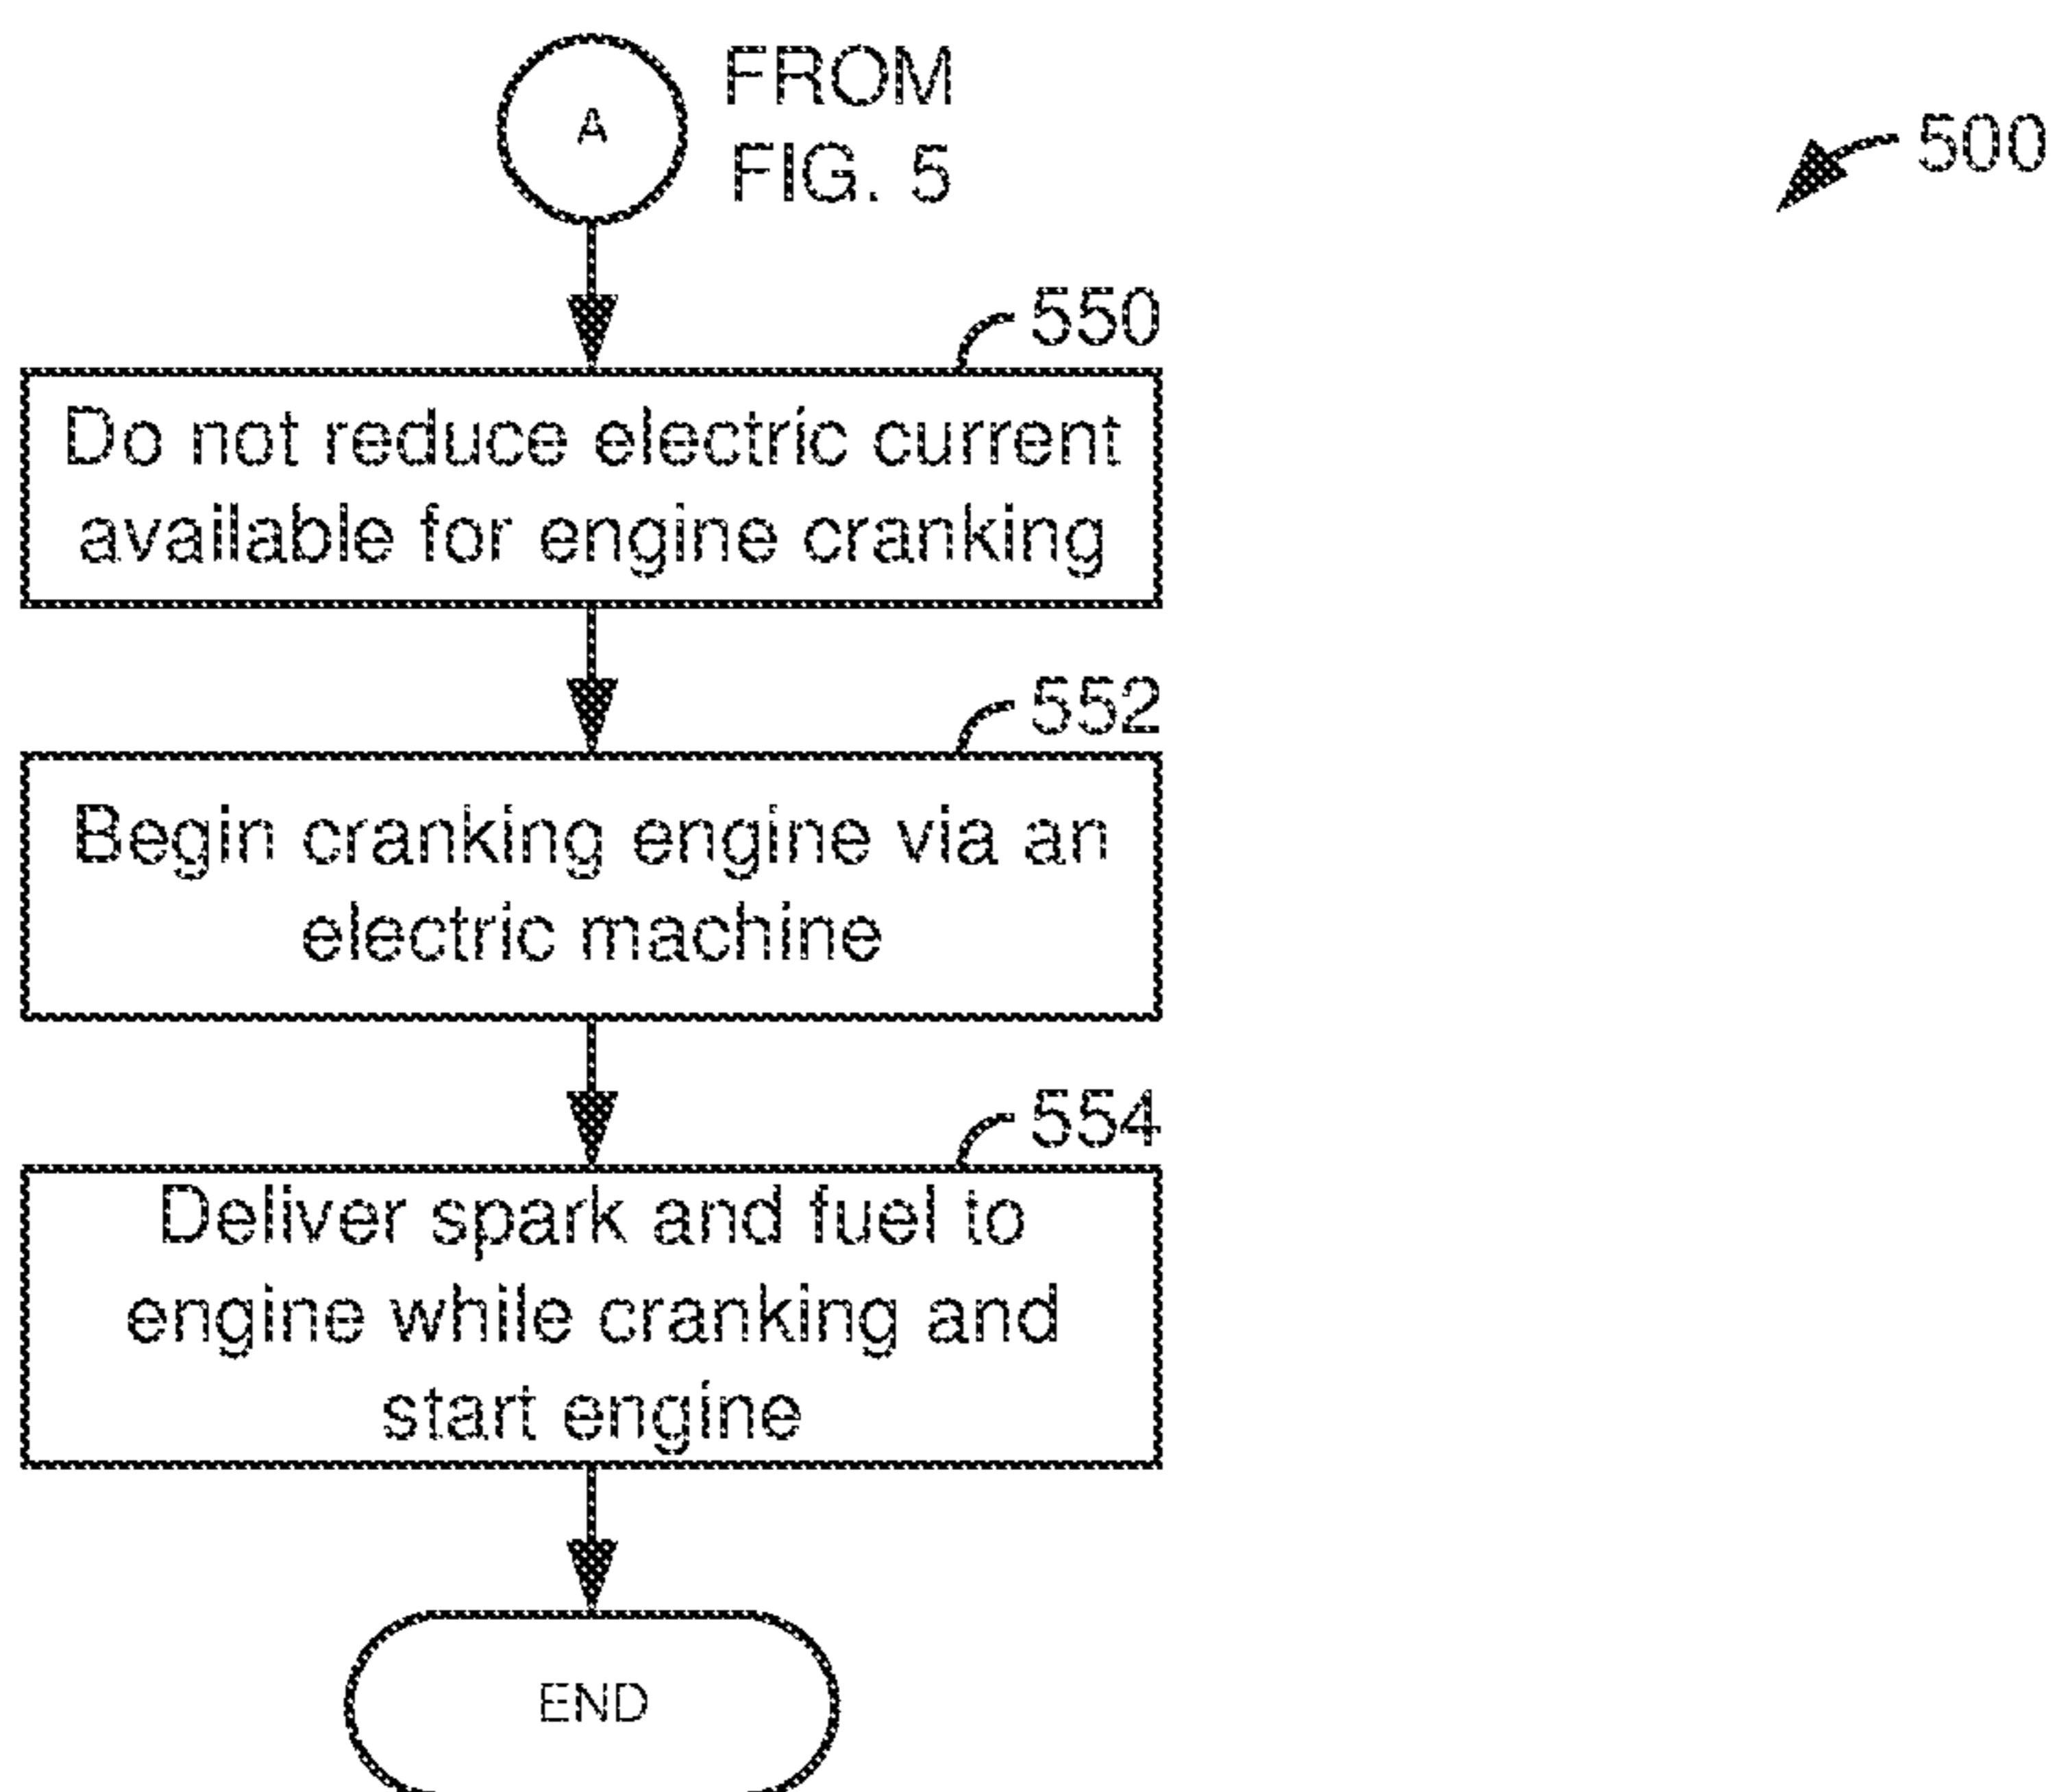 A
FROM
FIG. 5
500
550
Do not reduce electric current
available for engine cranking
552
Begin cranking engine via an
electric machine
554
Deliver spark and fuel to
engine while cranking and
start engine
END